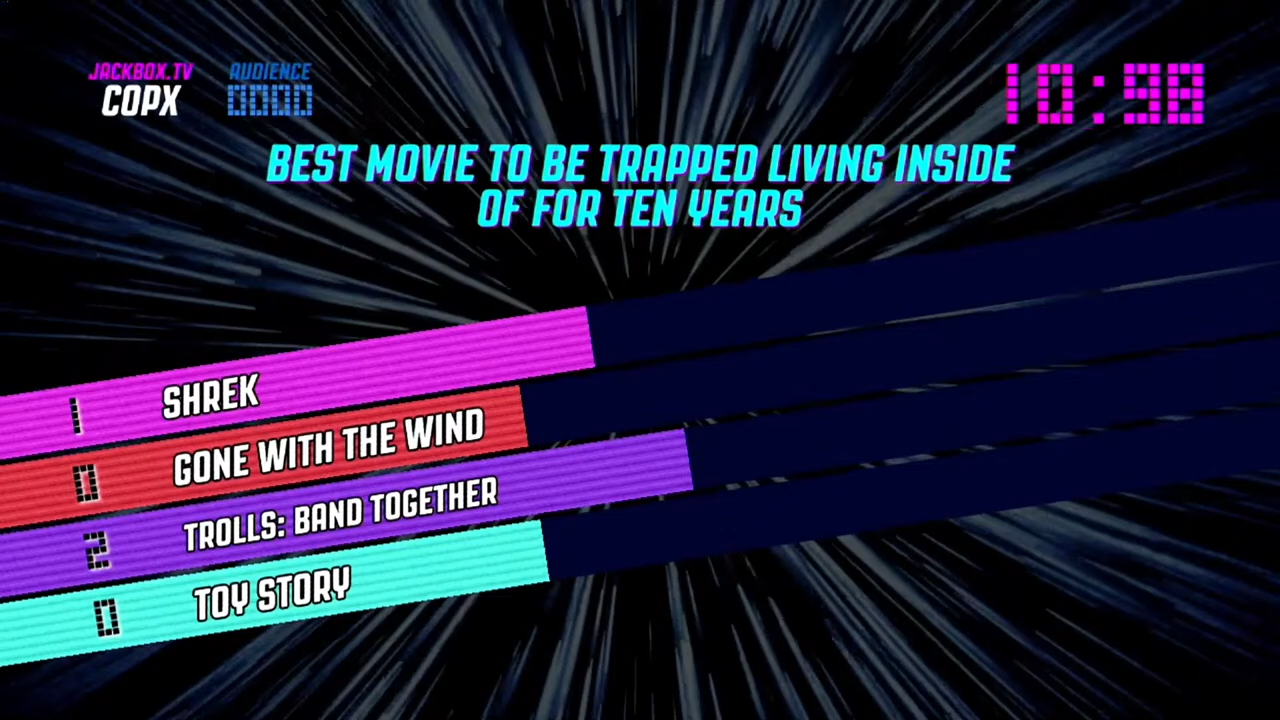 JACKBOX.TV
COPX
AUDIENCE
0000
10:98
BEST MOVIE TO BE TRAPPED LIVING INSIDE
OF FOR TEN YEARS
1 SHREK
0 GONE WITH THE WIND
2 TROLLS: BAND TOGETHER
0 TOY STORY